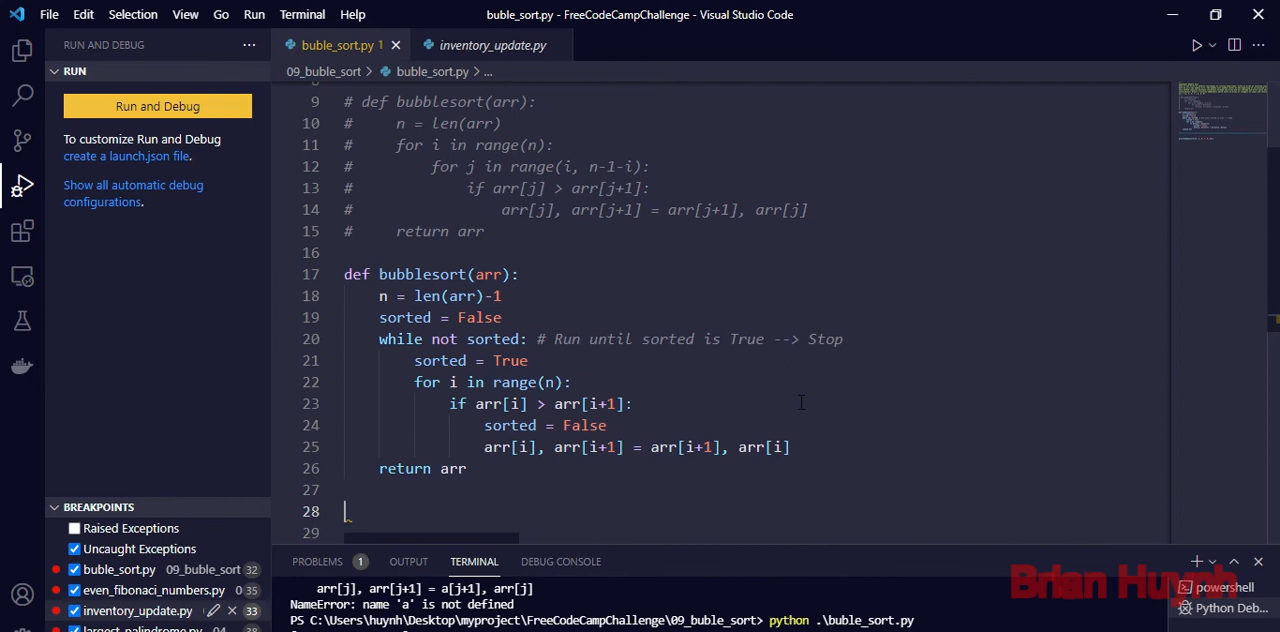 File Edit Selection View Go Run Terminal Help buble_sort.py - FreeCodeCampChallenge - Visual Studio Code
RUN AND DEBUG
buble_sort.py 1
inventory_update.py
RUN
09_buble_sort > buble_sort.py > ...
Run and Debug
To customize Run and Debug
create a launch.json file.
Show all automatic debug
configurations.
9 # def bubblesort(arr):
10 # n = len(arr)
11 # for i in range(n):
12 # for j in range(i, n-1-i):
13 # if arr[j] > arr[j+1]:
14 # arr[j], arr[j+1] = arr[j+1], arr[j]
15 # return arr
16
17 def bubblesort(arr):
18 n = len(arr)-1
19 sorted = False
20 while not sorted: # Run until sorted is True --> Stop
21 sorted = True
22 for i in range(n):
23 if arr[i] > arr[i+1]:
24 sorted = False
25 arr[i], arr[i+1] = arr[i+1], arr[i]
26 return arr
27
28
29
BREAKPOINTS
Raised Exceptions
Uncaught Exceptions
buble_sort.py 09_buble_sort 32
even_fibonaci_numbers.py 0 35
inventory_update.py 33
largest_palindrome.py 04
PROBLEMS 1 OUTPUT TERMINAL DEBUG CONSOLE
arr[j], arr[j+1] = a[j+1], arr[j]
NameError: name 'a' is not defined
PS C:\Users\huynh\Desktop\myproject\FreeCodeCampChallenge\09_buble_sort> python .\buble_sort.py
powershell
Python Deb...
Brian Huynh